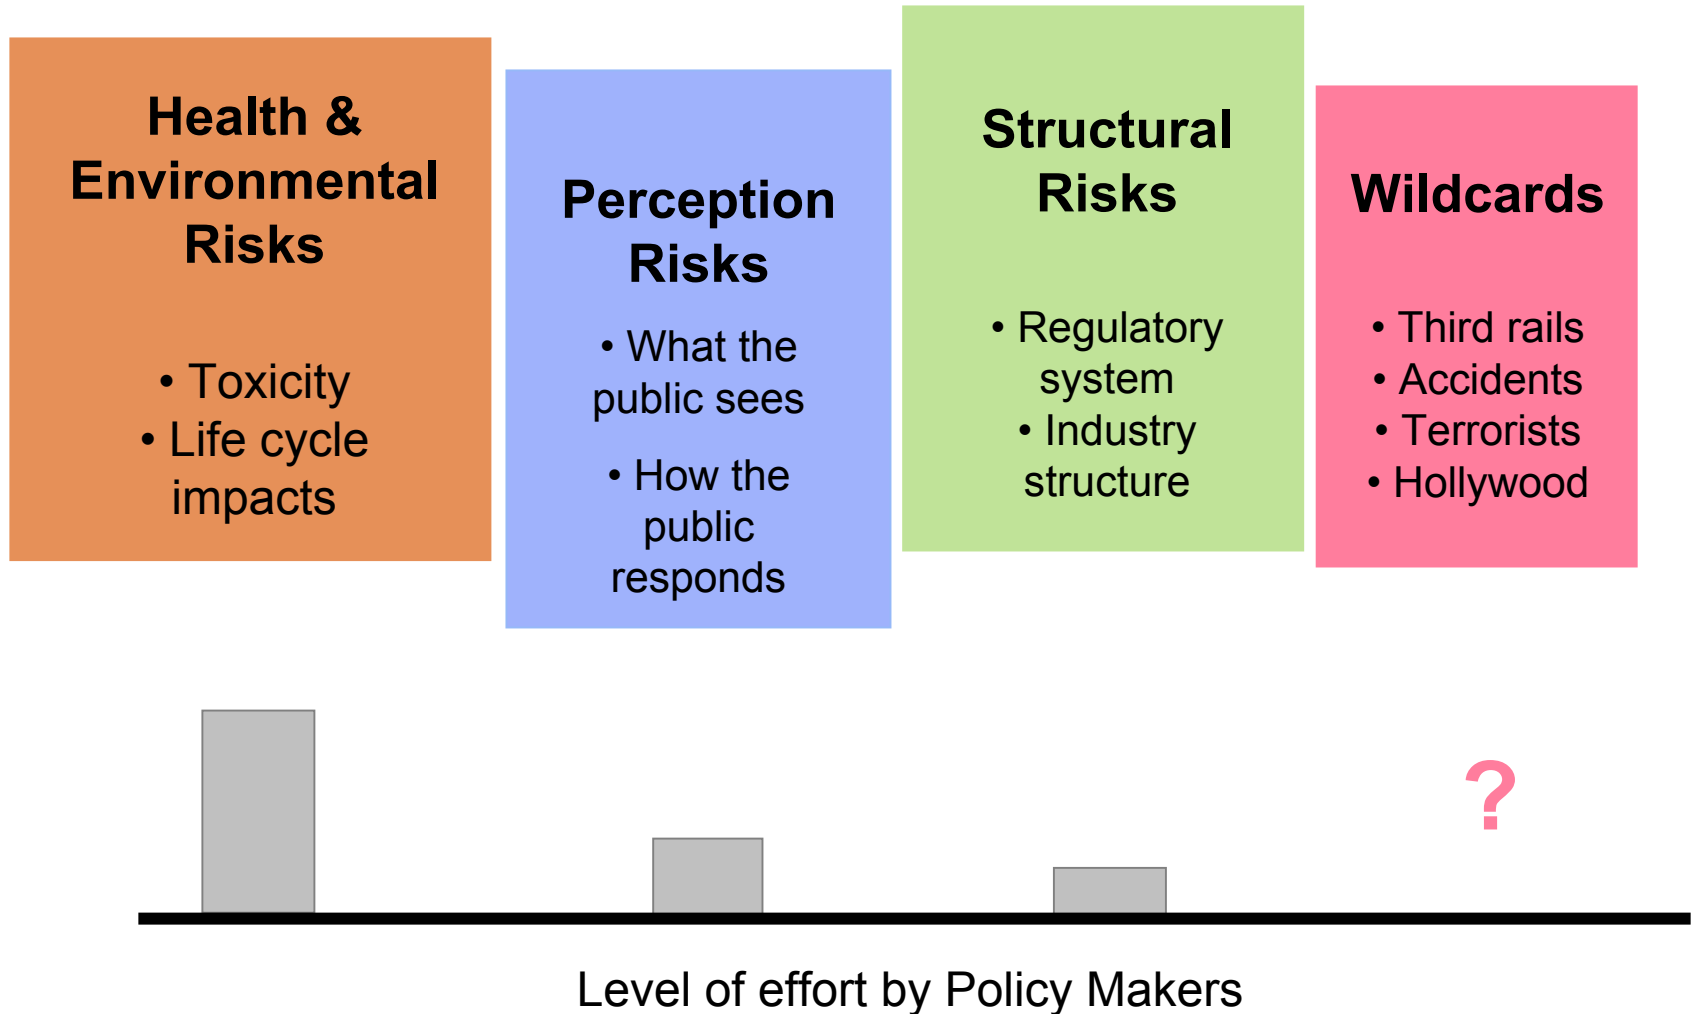 Health &
Environmental
Risks
• Toxicity
• Life cycle
impacts
Perception
Risks
• What the
public sees
• How the
public
responds
Structural
Risks
• Regulatory
system
• Industry
structure
Wildcards
• Third rails
• Accidents
• Terrorists
• Hollywood
?
Level of effort by Policy Makers